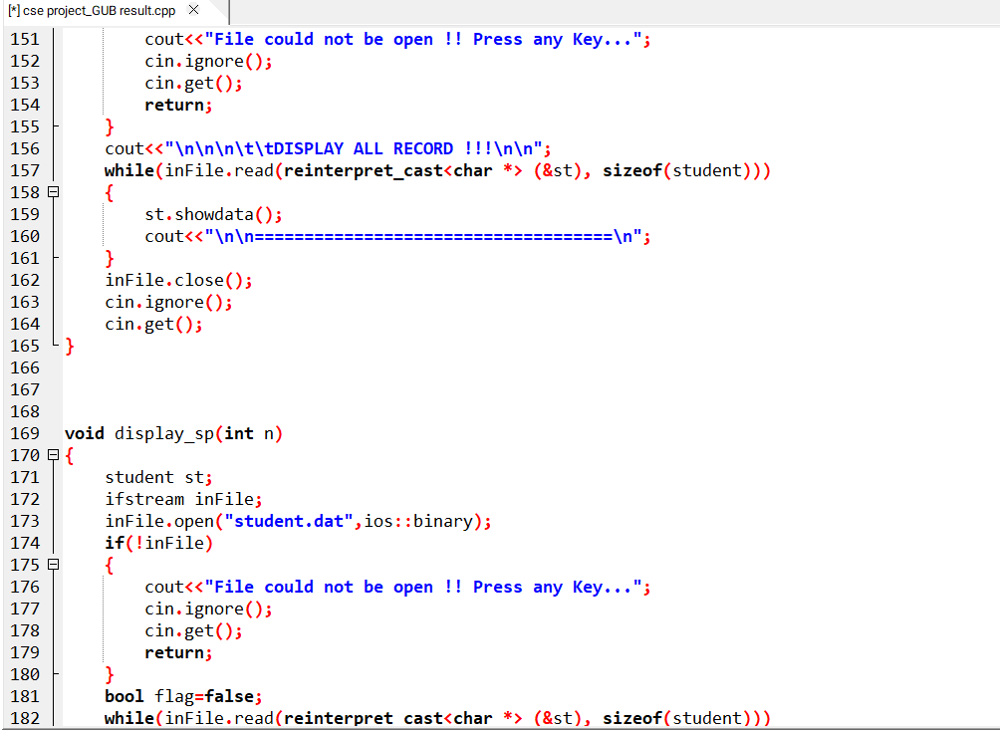 [*] cse project_GUB result.cpp ×
151 cout<<"File could not be open !! Press any Key...";
152 cin.ignore();
153 cin.get();
154 return;
155 }
156 cout<<"\n\n\n\t\tDISPLAY ALL RECORD !!!\n\n";
157 while(inFile.read(reinterpret_cast<char *> (&st), sizeof(student)))
158 {
159 st.showdata();
160 cout<<"\n\n====================================\n";
161 }
162 inFile.close();
163 cin.ignore();
164 cin.get();
165 }
166
167
168
169 void display_sp(int n)
170 {
171 student st;
172 ifstream inFile;
173 inFile.open("student.dat",ios::binary);
174 if(!inFile)
175 {
176 cout<<"File could not be open !! Press any Key...";
177 cin.ignore();
178 cin.get();
179 return;
180 }
181 bool flag=false;
182 while(inFile.read(reinterpret_cast<char *> (&st), sizeof(student)))